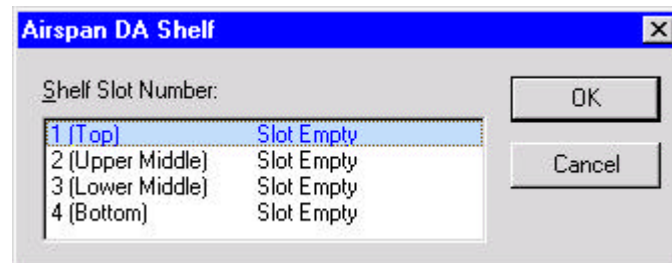 Airspan DA Shelf
Shelf Slot Number:
1 (Top) Slot Empty
2 (Upper Middle) Slot Empty
3 (Lower Middle) Slot Empty
4 (Bottom) Slot Empty
OK
Cancel